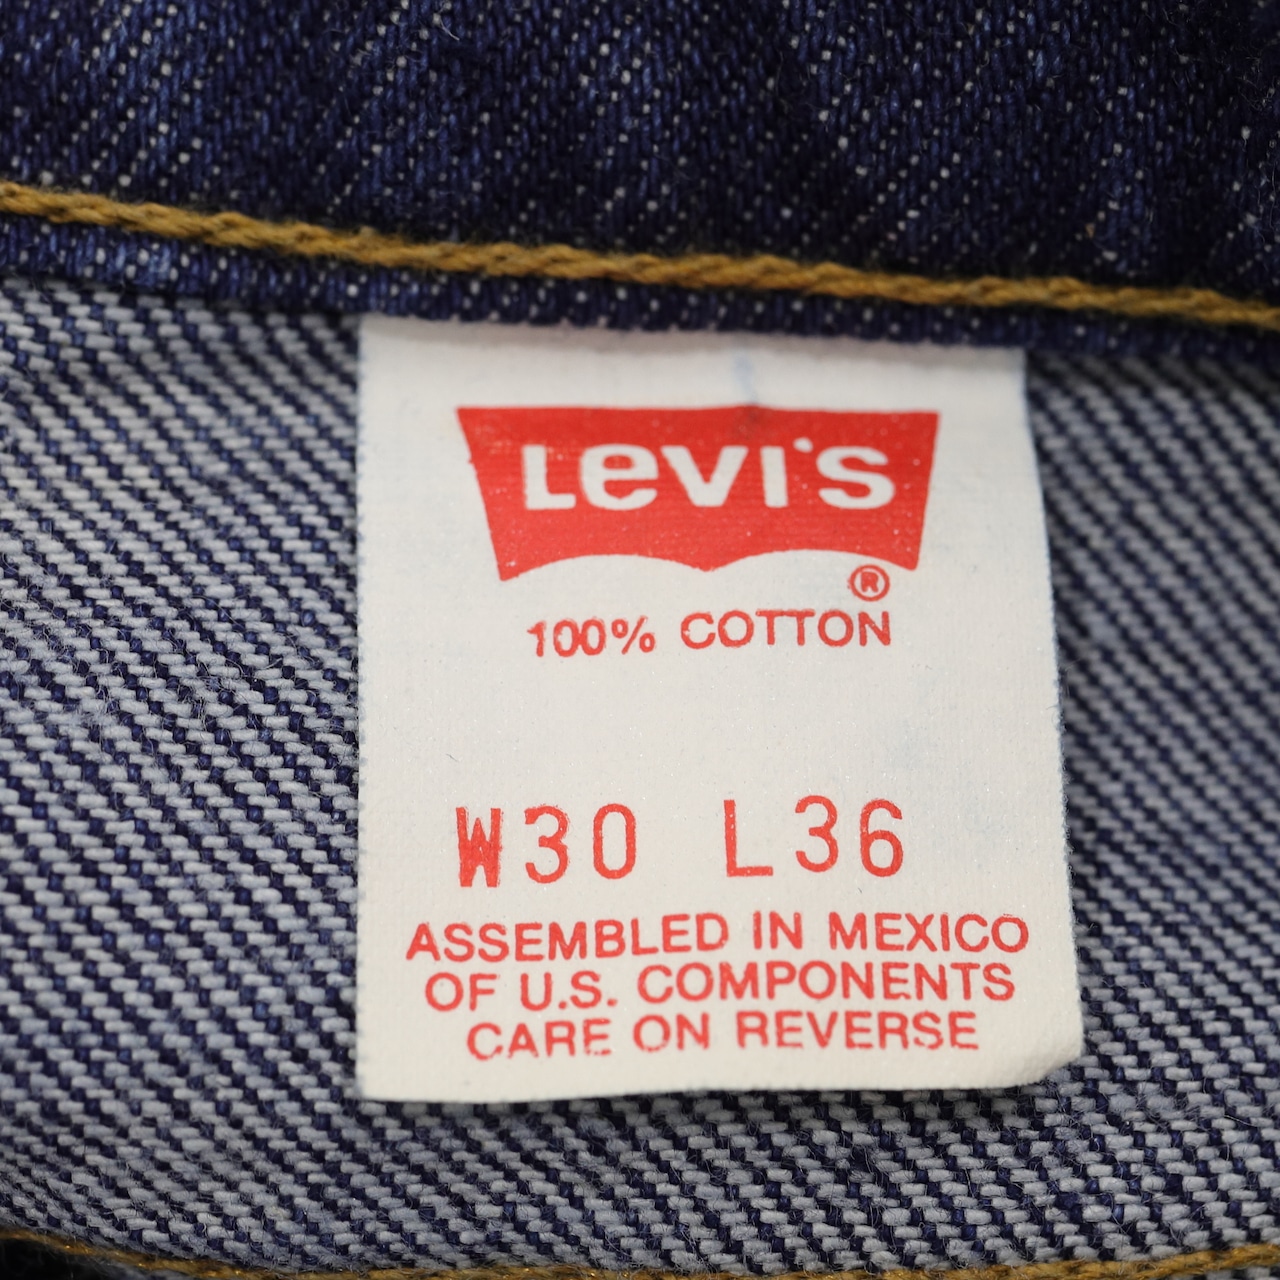 Levi's
®
100% COTTON
W30 L36
ASSEMBLED IN MEXICO
OF U.S. COMPONENTS
CARE ON REVERSE